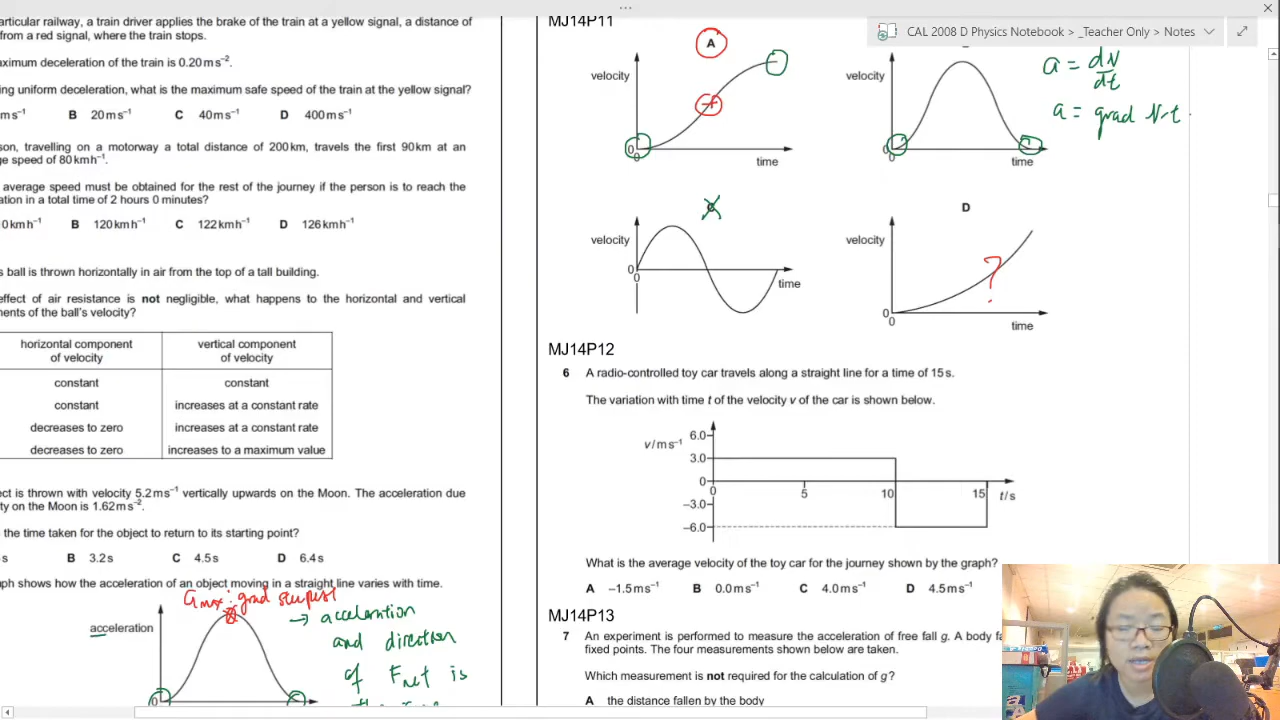 articular railway, a train driver applies the brake of the train at a yellow signal, a distance of
from a red signal, where the train stops.
aximum deceleration of the train is 0.20 m s⁻².
ing uniform deceleration, what is the maximum safe speed of the train at the yellow signal?
m s⁻¹ B 20 m s⁻¹ C 40 m s⁻¹ D 400 m s⁻¹
son, travelling on a motorway a total distance of 200 km, travels the first 90 km at an
ge speed of 80 km h⁻¹.
average speed must be obtained for the rest of the journey if the person is to reach the
ation in a total time of 2 hours 0 minutes?
0 km h⁻¹ B 120 km h⁻¹ C 122 km h⁻¹ D 126 km h⁻¹
s ball is thrown horizontally in air from the top of a tall building.
effect of air resistance is not negligible, what happens to the horizontal and vertical
nents of the ball's velocity?
horizontal component of velocity vertical component of velocity
constant constant
constant increases at a constant rate
decreases to zero increases at a constant rate
decreases to zero increases to a maximum value
ect is thrown with velocity 5.2 m s⁻¹ vertically upwards on the Moon. The acceleration due
ty on the Moon is 1.62 m s⁻².
the time taken for the object to return to its starting point?
s B 3.2 s C 4.5 s D 6.4 s
ph shows how the acceleration of an object moving in a straight line varies with time.
a max : grad steepest
acceleration
0
→ acceleration
and direction
of Fnet is
MJ14P11
CAL 2008 D Physics Notebook > _Teacher Only > Notes
A
velocity
0
0
time
velocity
0
0
time
a = dv/dt
a = grad v-t
velocity
0
0
time
D
velocity
0
0
time
?
MJ14P12
6 A radio-controlled toy car travels along a straight line for a time of 15 s.
The variation with time t of the velocity v of the car is shown below.
v / m s⁻¹
6.0
3.0
0
–3.0
–6.0
0 5 10 15 t / s
What is the average velocity of the toy car for the journey shown by the graph?
A –1.5 m s⁻¹ B 0.0 m s⁻¹ C 4.0 m s⁻¹ D 4.5 m s⁻¹
MJ14P13
7 An experiment is performed to measure the acceleration of free fall g. A body fa
fixed points. The four measurements shown below are taken.
Which measurement is not required for the calculation of g?
A the distance fallen by the body